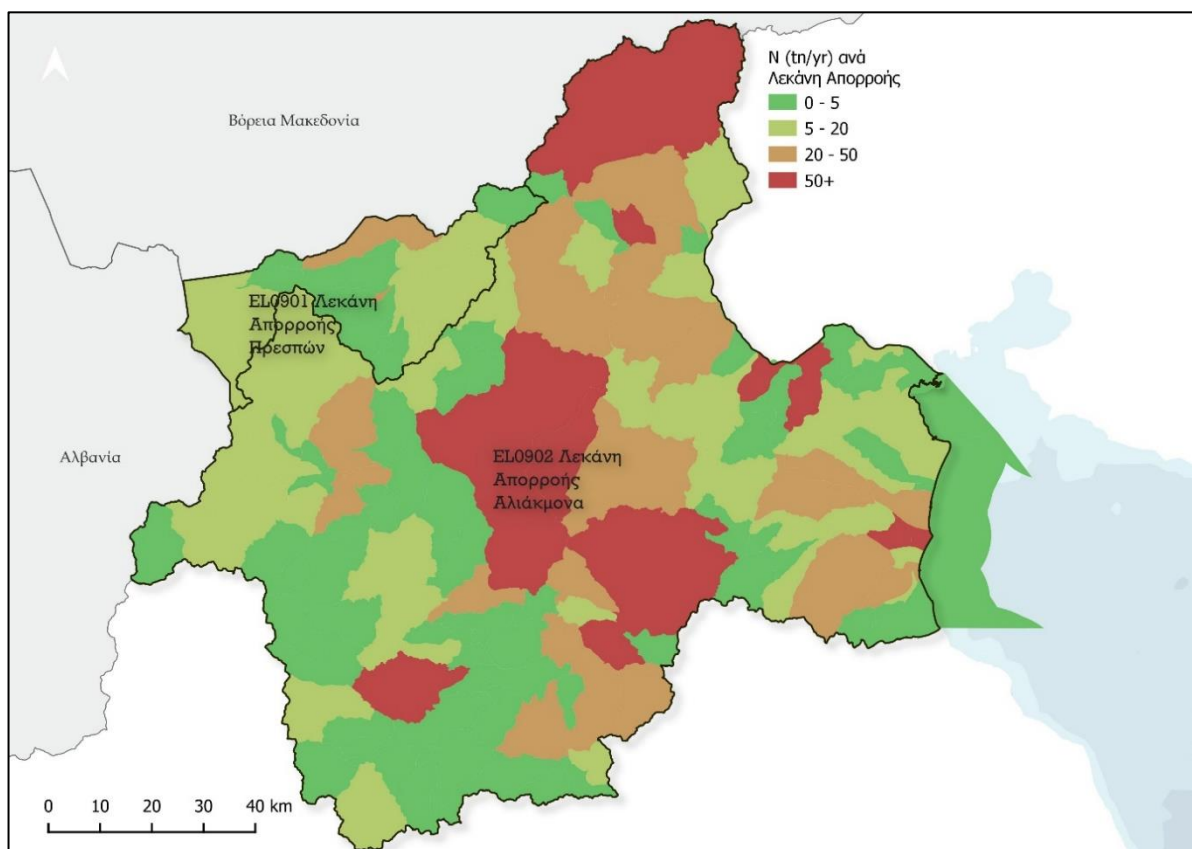 Βόρεια Μακεδονία
N (tn/yr) ανά
Λεκάνη Απορροής
0 - 5
5 - 20
20 - 50
50+
EL0901 Λεκάνη
Απορροής
Πρεσπών
Αλβανία
EL0902 Λεκάνη
Απορροής
Αλιάκμονα
0 10 20 30 40 km